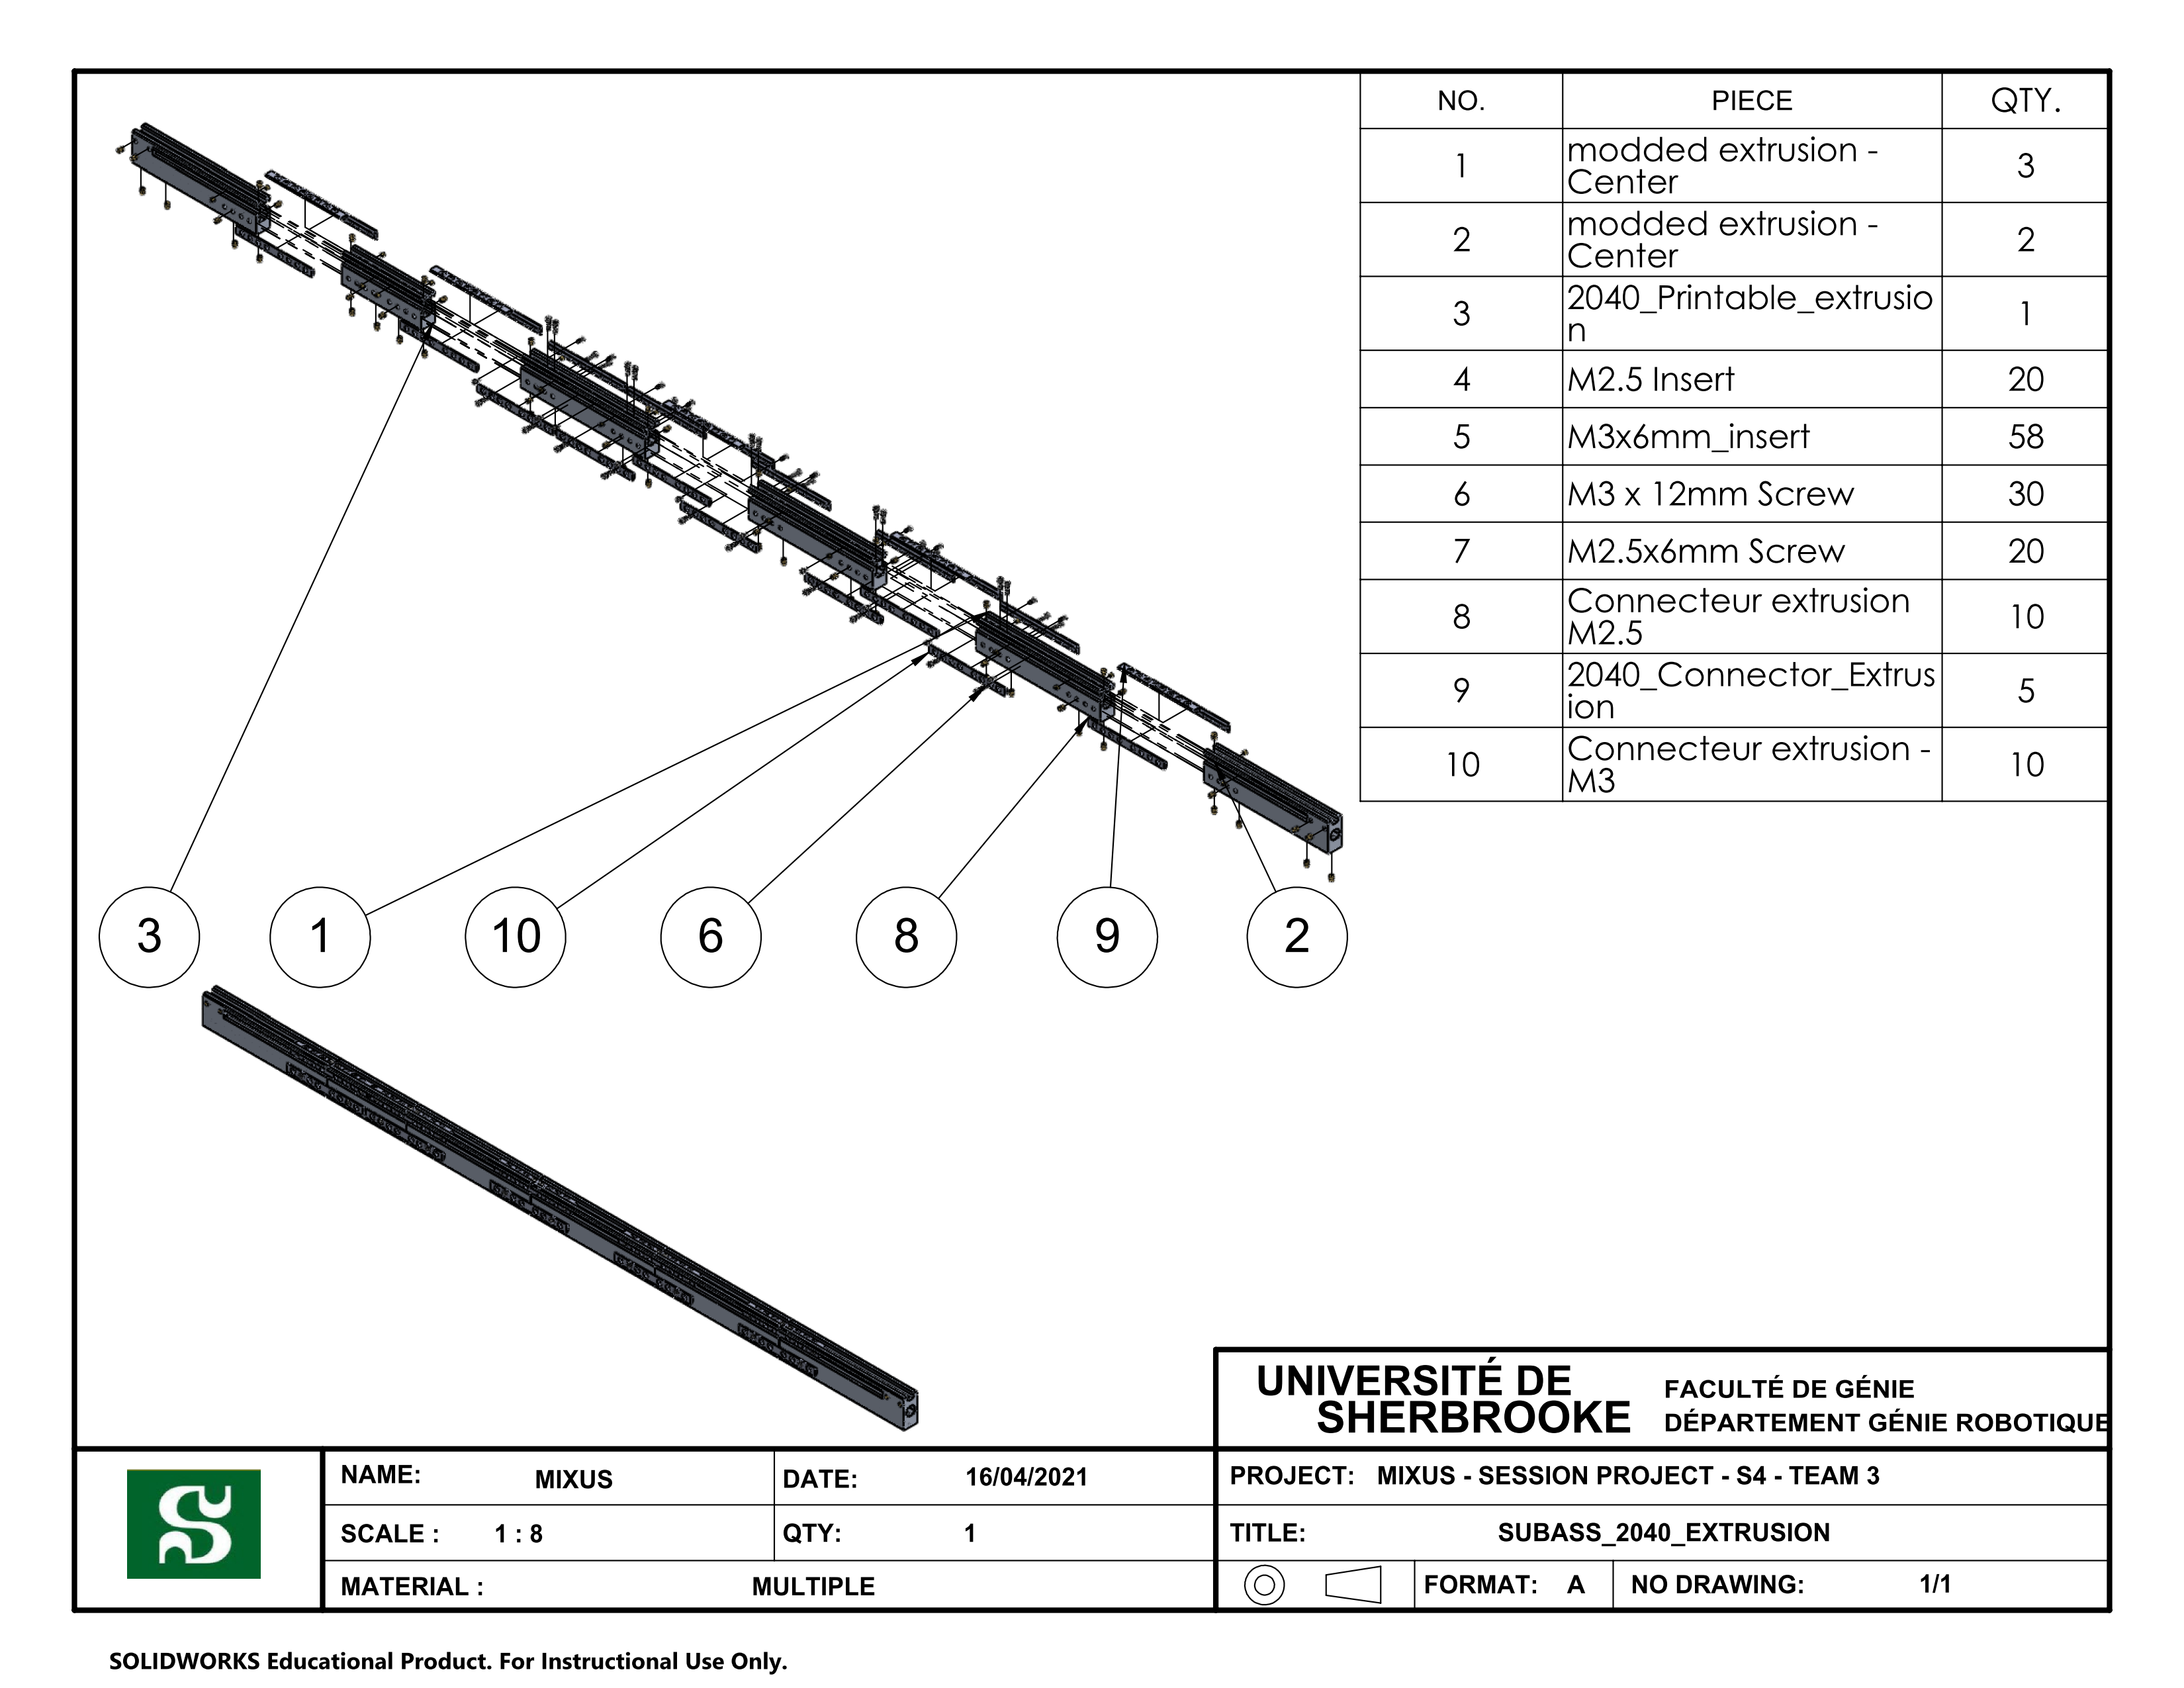 NO. PIECE QTY.
1 modded extrusion - 3
Center
2 modded extrusion - 2
Center
3 2040_Printable_extrusio 1
n
4 M2.5 Insert 20
5 M3x6mm_insert 58
6 M3 x 12mm Screw 30
7 M2.5x6mm Screw 20
8 Connecteur extrusion 10
M2.5
9 2040_Connector_Extrus 5
ion
10 Connecteur extrusion - 10
M3
3 1 10 6 8 9 2
UNIVERSITÉ DE
SHERBROOKE
FACULTÉ DE GÉNIE
DÉPARTEMENT GÉNIE ROBOTIQUE
NAME: MIXUS DATE: 16/04/2021
SCALE : 1 : 8 QTY: 1
MATERIAL : MULTIPLE
PROJECT: MIXUS - SESSION PROJECT - S4 - TEAM 3
TITLE: SUBASS_2040_EXTRUSION
FORMAT: A NO DRAWING: 1/1
SOLIDWORKS Educational Product. For Instructional Use Only.